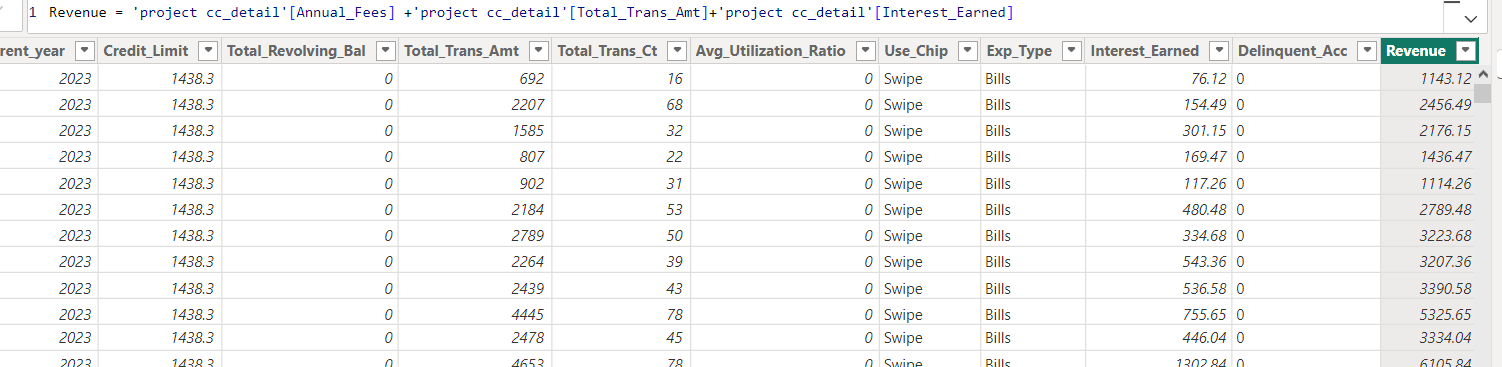 1 Revenue = 'project cc_detail'[Annual_Fees] +'project cc_detail'[Total_Trans_Amt]+'project cc_detail'[Interest_Earned]
rent_year Credit_Limit Total_Revolving_Bal Total_Trans_Amt Total_Trans_Ct Avg_Utilization_Ratio Use_Chip Exp_Type Interest_Earned Delinquent_Acc Revenue
2023 1438.3 0 692 16 0 Swipe Bills 76.12 0 1143.12
2023 1438.3 0 2207 68 0 Swipe Bills 154.49 0 2456.49
2023 1438.3 0 1585 32 0 Swipe Bills 301.15 0 2176.15
2023 1438.3 0 807 22 0 Swipe Bills 169.47 0 1436.47
2023 1438.3 0 902 31 0 Swipe Bills 117.26 0 1114.26
2023 1438.3 0 2184 53 0 Swipe Bills 480.48 0 2789.48
2023 1438.3 0 2789 50 0 Swipe Bills 334.68 0 3223.68
2023 1438.3 0 2264 39 0 Swipe Bills 543.36 0 3207.36
2023 1438.3 0 2439 43 0 Swipe Bills 536.58 0 3390.58
2023 1438.3 0 4445 78 0 Swipe Bills 755.65 0 5325.65
2023 1438.3 0 2478 45 0 Swipe Bills 446.04 0 3334.04
2023 1438.3 0 4653 78 0 Swipe Bills 1302.84 0 6105.84